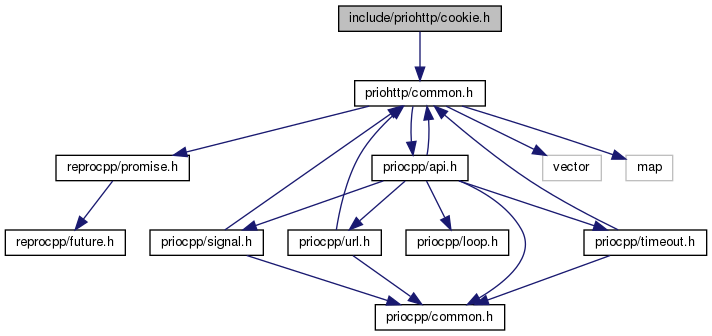 include/priohttp/cookie.h
priohttp/common.h
reprocpp/promise.h
priocpp/api.h
vector
map
reprocpp/future.h
priocpp/signal.h
priocpp/url.h
priocpp/loop.h
priocpp/timeout.h
priocpp/common.h